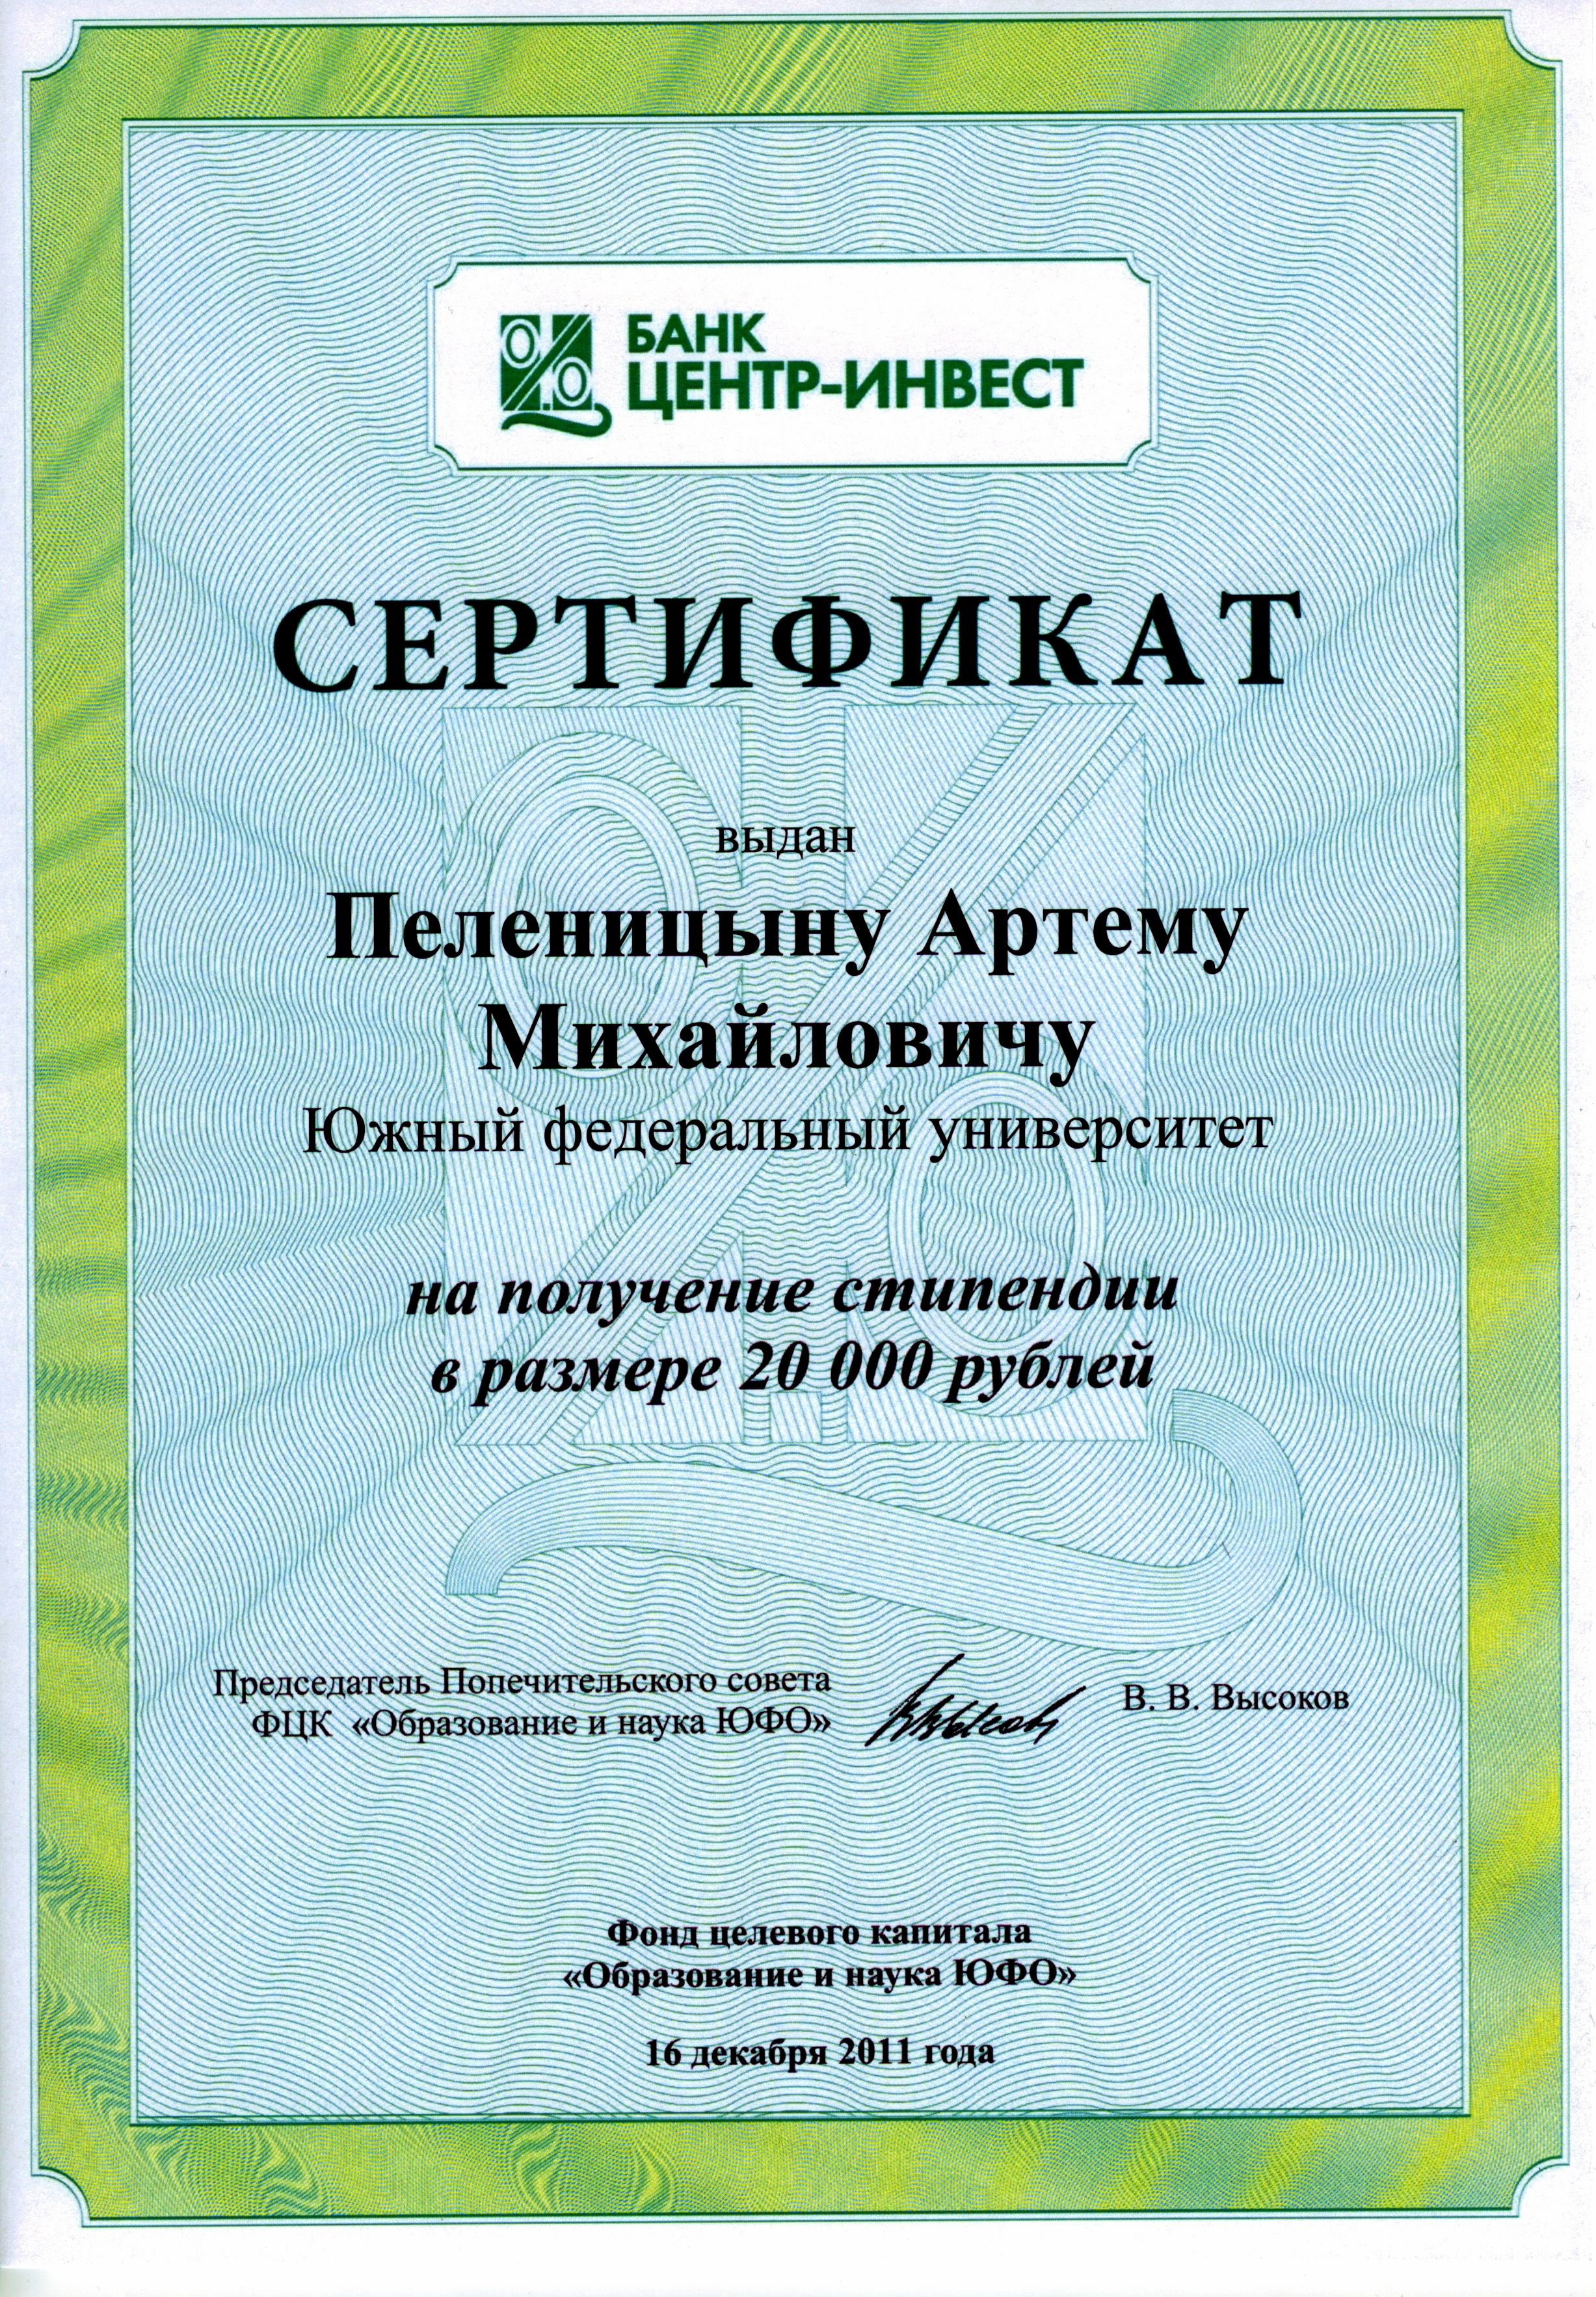 БАНК
ЦЕНТР-ИНВЕСТ
СЕРТИФИКАТ
выдан
Пеленицыну Артему
Михайловичу
Южный федеральный университет
на получение стипендии
в размере 20 000 рублей
Председатель Попечительского совета
ФЦК «Образование и наука ЮФО»
В. В. Высоков
Фонд целевого капитала
«Образование и наука ЮФО»
16 декабря 2011 года